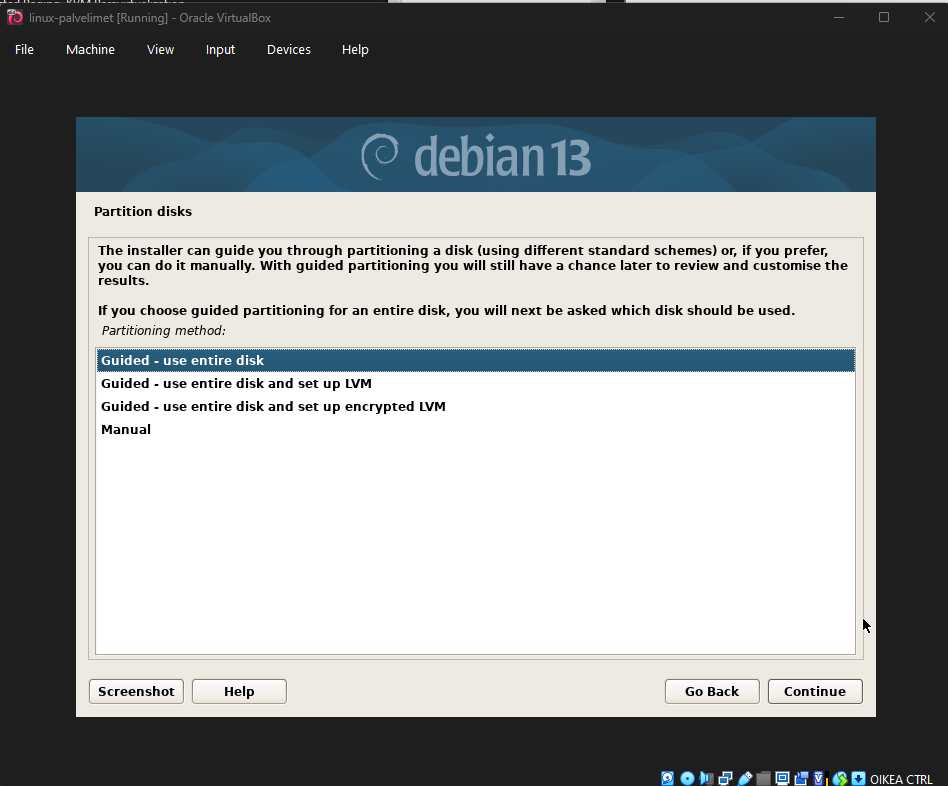 linux-palvelimet [Running] - Oracle VirtualBox
File Machine View Input Devices Help
debian 13
Partition disks
The installer can guide you through partitioning a disk (using different standard schemes) or, if you prefer,
you can do it manually. With guided partitioning you will still have a chance later to review and customise the
results.
If you choose guided partitioning for an entire disk, you will next be asked which disk should be used.
Partitioning method:
Guided - use entire disk
Guided - use entire disk and set up LVM
Guided - use entire disk and set up encrypted LVM
Manual
Screenshot Help Go Back Continue
OIKEA CTRL